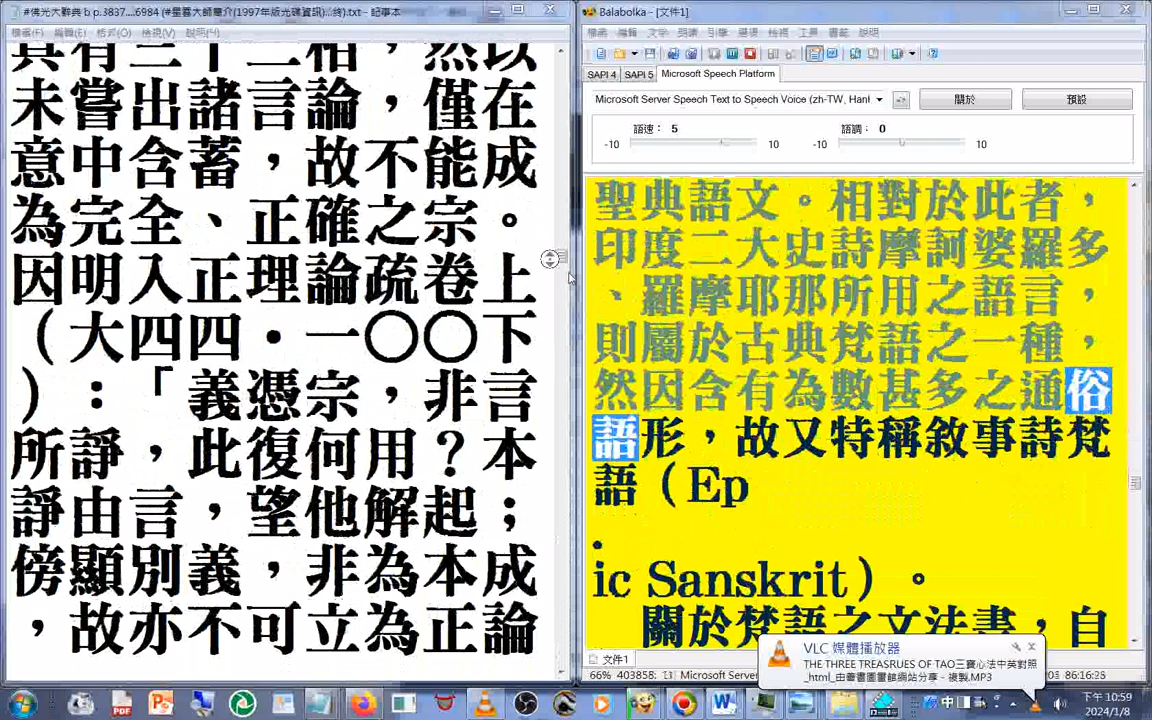 #佛光大辭典 b p.3837....6984 (#星雲大師簡介(1997年版光碟資訊)...終).txt - 記事本
檔案(F) 編輯(E) 格式(O) 檢視(V) 說明(H)
具有三十二相，然以
未嘗出諸言論，僅在
意中含蓄，故不能成
為完全、正確之宗。
因明入正理論疏卷上
（大四四．一〇〇下
）：「義憑宗，非言
所諍，此復何用？本
諍由言，望他解起；
傍顯別義，非為本成
，故亦不可立為正論
Balabolka - [文件1]
檔案 編輯 文字 朗讀 引擎 選項 檢視 工具 書籤 說明
SAPI 4 SAPI 5 Microsoft Speech Platform
Microsoft Server Speech Text to Speech Voice (zh-TW, Hanl
關於 預設
語速： 5 語調： 0
-10 10 -10 10
聖典語文。相對於此者，
印度二大史詩摩訶婆羅多
、羅摩耶那所用之語言，
則屬於古典梵語之一種，
然因含有為數甚多之通俗
語形，故又特稱敘事詩梵
語（Ep
.
ic Sanskrit）。
關於梵語之文法書，自
文件1
VLC 媒體播放器
THE THREE TREASRUES OF TAO三寶心法中英對照
_html_由善書圖書館網站分享 - 複製.MP3
下午 10:59
2024/1/8